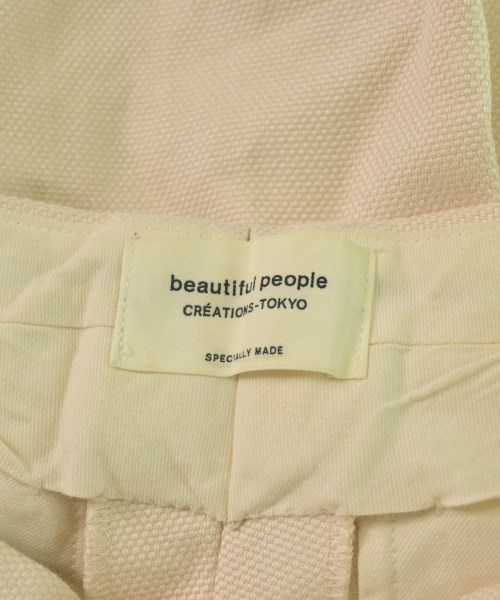 beautiful people
CRÉATIONS-TOKYO
SPECIALLY MADE